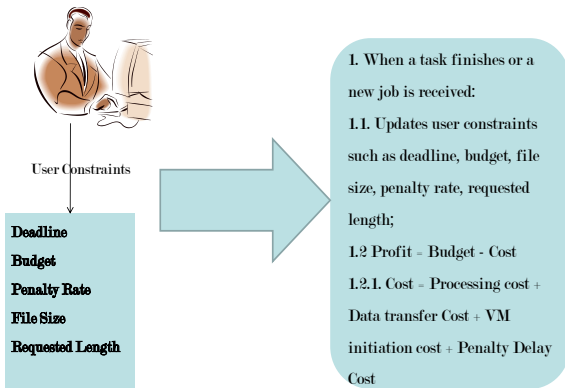 User Constraints
Deadline
Budget
Penalty Rate
File Size
Requested Length
1. When a task finishes or a
new job is received:
1.1. Updates user constraints
such as deadline, budget, file
size, penalty rate, requested
length;
1.2 Profit = Budget - Cost
1.2.1. Cost = Processing cost +
Data transfer Cost + VM
initiation cost + Penalty Delay
Cost